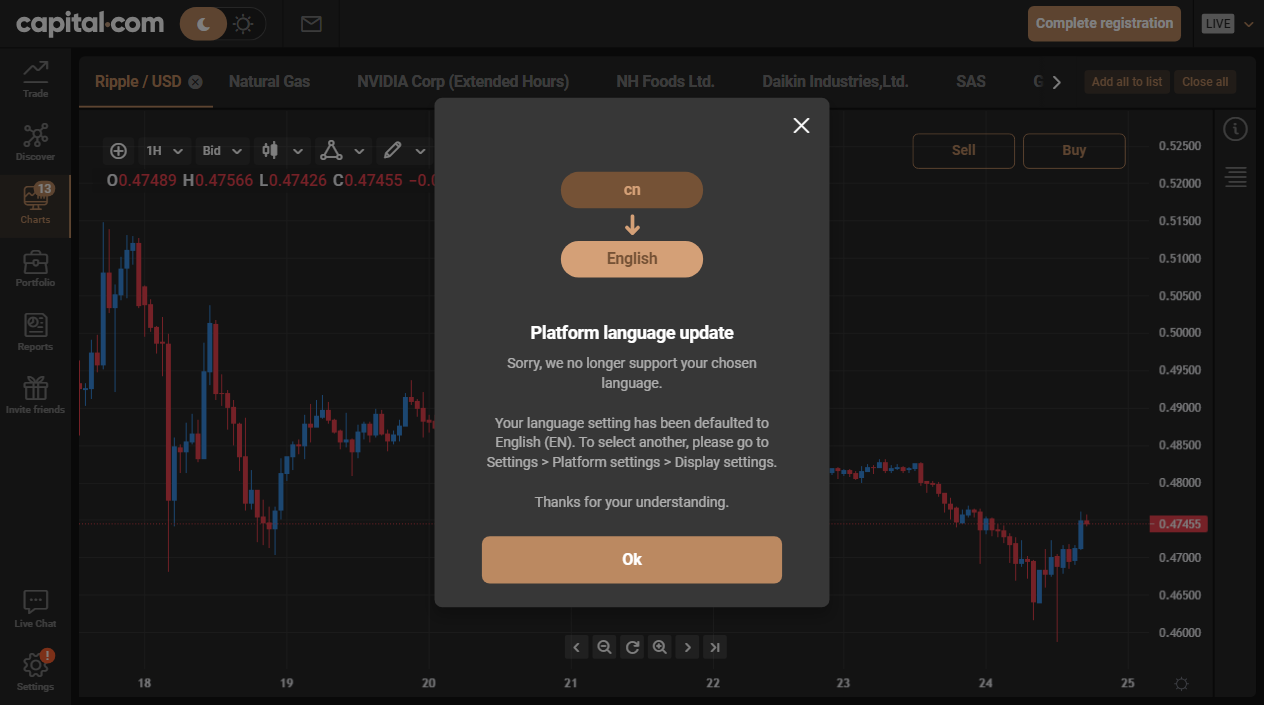 capital.com
Complete registration
LIVE
Trade
Discover
13
Charts
Portfolio
Reports
Invite friends
Live Chat
!
Settings
Ripple / USD
Natural Gas
NVIDIA Corp (Extended Hours)
NH Foods Ltd.
Daikin Industries,Ltd.
SAS
G
Add all to list
Close all
1H
Bid
O0.47489 H0.47566 L0.47426 C0.47455 −0.0
Sell
Buy
cn
English
Platform language update
Sorry, we no longer support your chosen
language.
Your language setting has been defaulted to
English (EN). To select another, please go to
Settings > Platform settings > Display settings.
Thanks for your understanding.
Ok
0.52500
0.52000
0.51500
0.51000
0.50500
0.50000
0.49500
0.49000
0.48500
0.48000
0.47455
0.47000
0.46500
0.46000
18
19
20
21
22
23
24
25